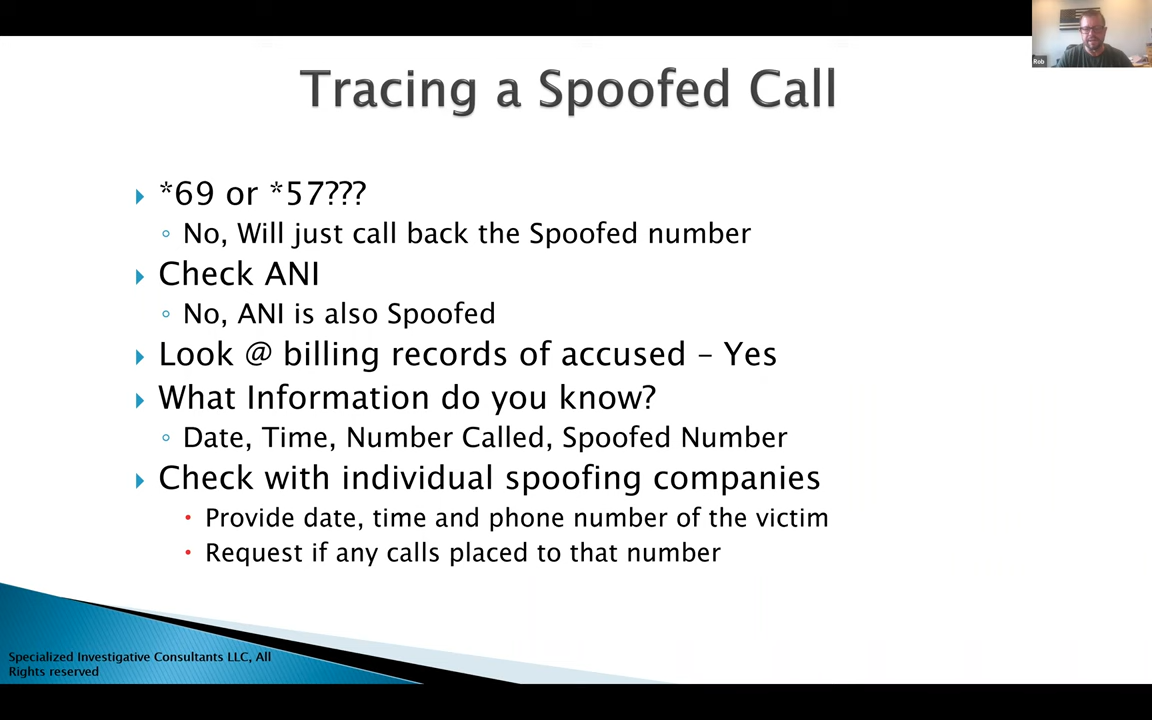 Rob
Tracing a Spoofed Call
*69 or *57???
No, Will just call back the Spoofed number
Check ANI
No, ANI is also Spoofed
Look @ billing records of accused – Yes
What Information do you know?
Date, Time, Number Called, Spoofed Number
Check with individual spoofing companies
Provide date, time and phone number of the victim
Request if any calls placed to that number
Specialized Investigative Consultants LLC, All
Rights reserved